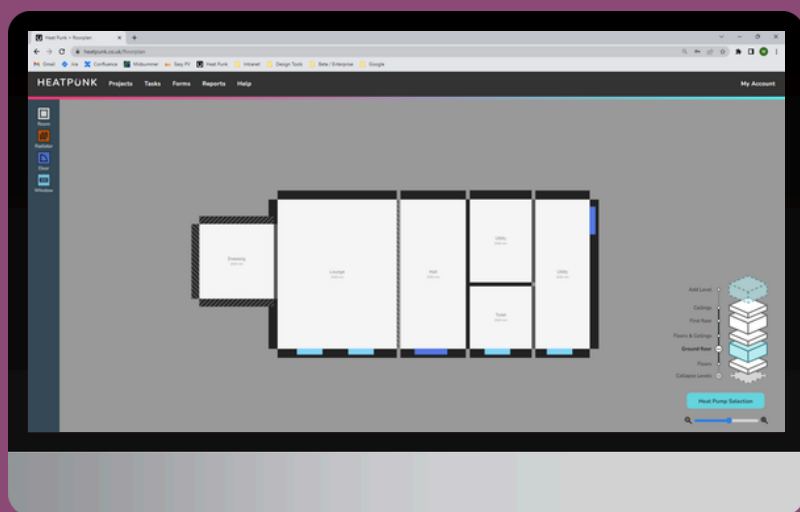 Heat Punk | Floorplan
heatpunk.co.uk/floorplan
Gmail Jira Confluence Midsummer Easy PV Heat Punk Intranet Design Tools Beta / Enterprise Google
HEATPUNK Projects Tasks Forms Reports Help My Account
Room
Radiator
Door
Window
Utility
Dressing
Lounge
Hall
Utility
Toilet
Add Level
Ceilings
First Floor
Floors & Ceilings
Ground Floor
Floors
Collapse Levels
Heat Pump Selection